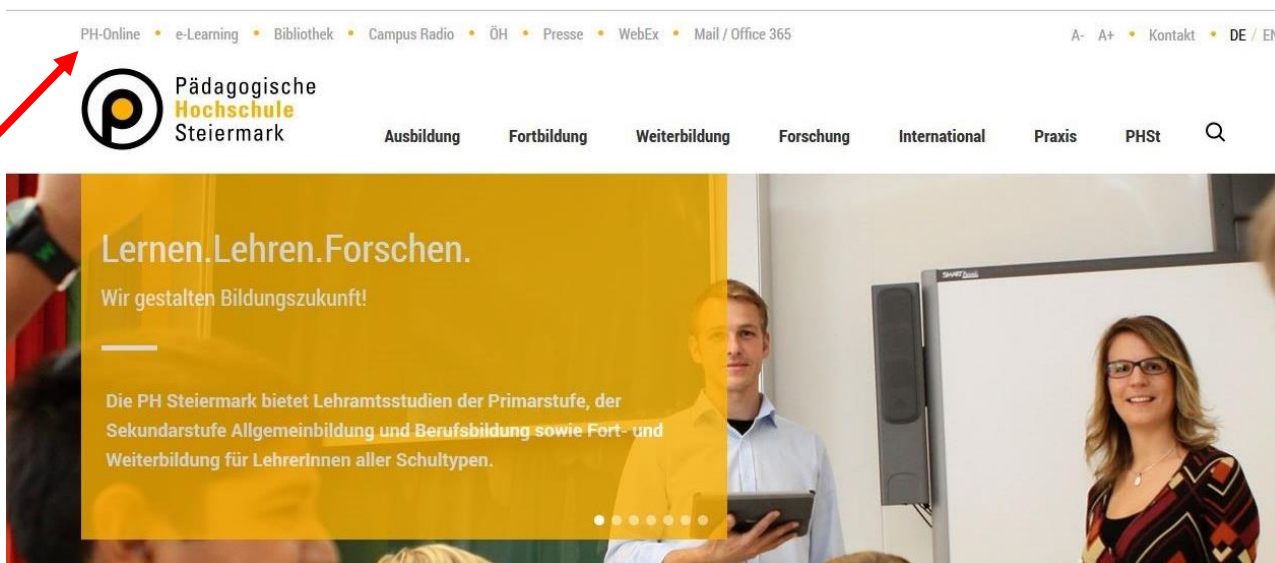 PH-Online • e-Learning • Bibliothek • Campus Radio • ÖH • Presse • WebEx • Mail / Office 365 A- A+ • Kontakt • DE / EN
Pädagogische
Hochschule
Steiermark
Ausbildung Fortbildung Weiterbildung Forschung International Praxis PHSt
Lernen.Lehren.Forschen.
Wir gestalten Bildungszukunft!
Die PH Steiermark bietet Lehramtsstudien der Primarstufe, der
Sekundarstufe Allgemeinbildung und Berufsbildung sowie Fort- und
Weiterbildung für LehrerInnen aller Schultypen.